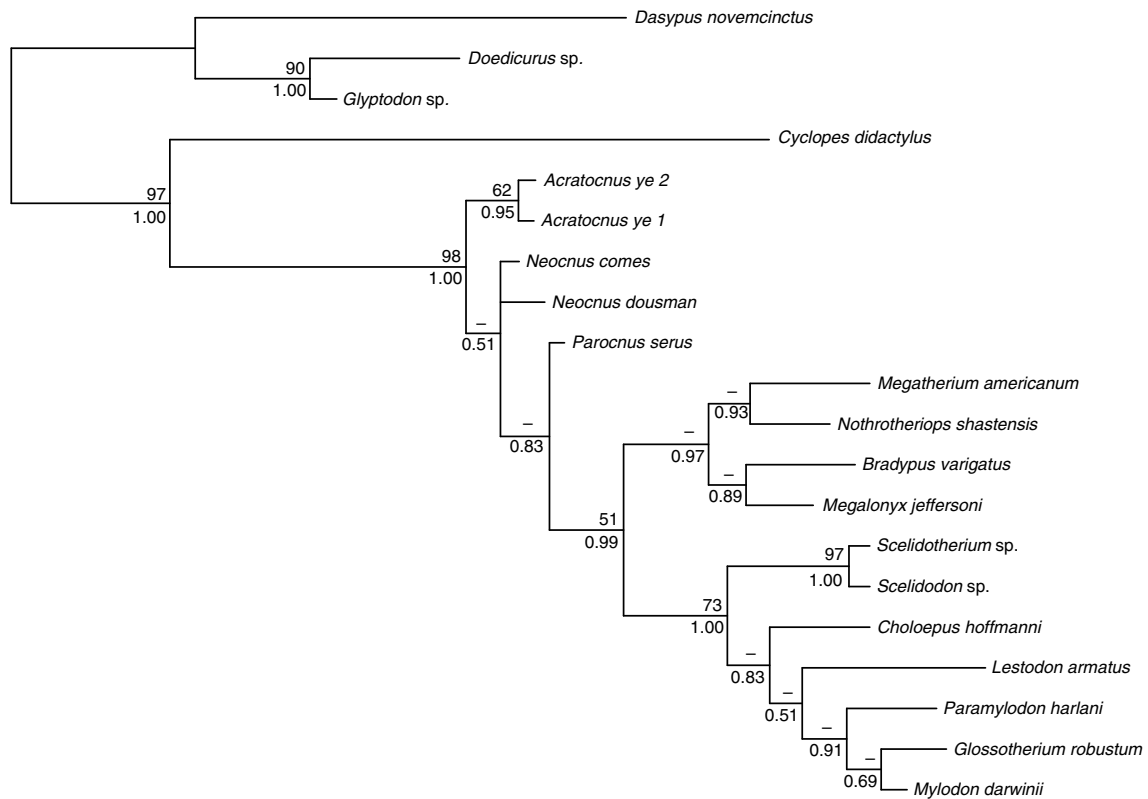 Dasypus novemcinctus
90
Doedicurus sp.
1.00
Glyptodon sp.
Cyclopes didactylus
97
1.00
Acratocnus ye 2
62
0.95
Acratocnus ye 1
98
1.00
Neocnus comes
Neocnus dousman
–
0.51
Parocnus serus
–
0.83
Megatherium americanum
–
0.93
Nothrotheriops shastensis
–
0.97
Bradypus varigatus
–
0.89
Megalonyx jeffersoni
51
0.99
Scelidotherium sp.
97
1.00
Scelidodon sp.
73
1.00
Choloepus hoffmanni
–
0.83
Lestodon armatus
–
0.51
Paramylodon harlani
–
0.91
Glossotherium robustum
–
0.69
Mylodon darwinii